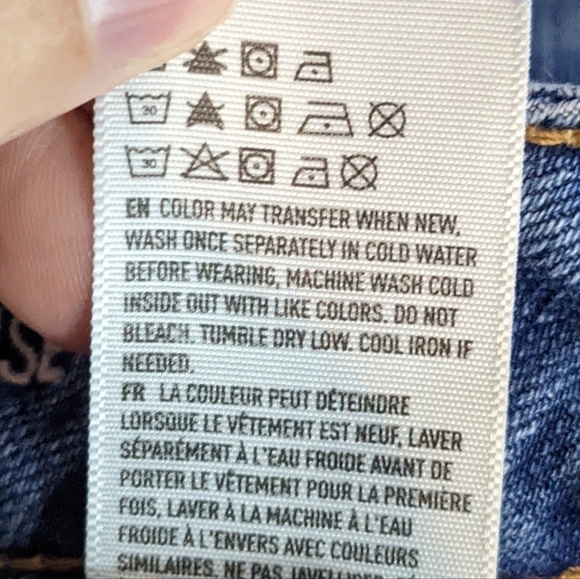 30
30
EN COLOR MAY TRANSFER WHEN NEW,
WASH ONCE SEPARATELY IN COLD WATER
BEFORE WEARING, MACHINE WASH COLD
INSIDE OUT WITH LIKE COLORS. DO NOT
BLEACH. TUMBLE DRY LOW. COOL IRON IF
NEEDED.
FR LA COULEUR PEUT DÉTEINDRE
LORSQUE LE VÊTEMENT EST NEUF, LAVER
SÉPARÉMENT À L'EAU FROIDE AVANT DE
PORTER LE VÊTEMENT POUR LA PREMIÈRE
FOIS, LAVER À LA MACHINE À L'EAU
FROIDE À L'ENVERS AVEC COULEURS
SIMILAIRES. NE PAS